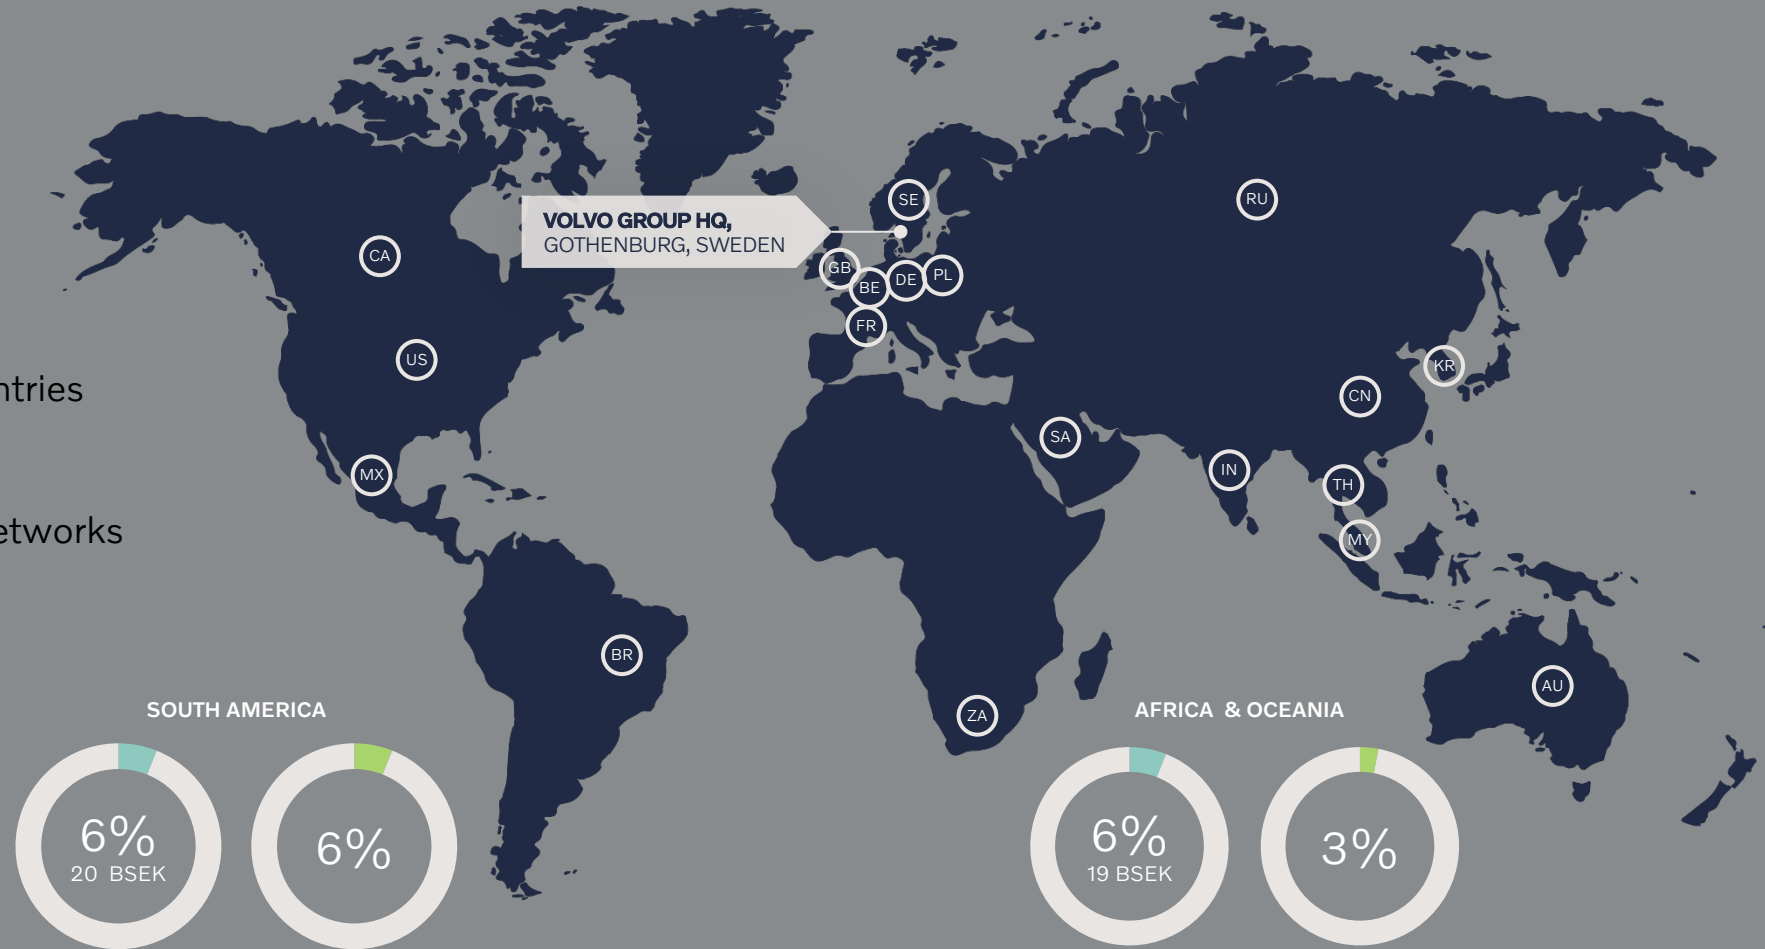 SE
RU
VOLVO GROUP HQ,
GOTHENBURG, SWEDEN
CA
GB
BE
DE
PL
FR
US
KR
ntries
CN
SA
IN
MX
TH
etworks
MY
BR
AU
ZA
SOUTH AMERICA
6%
20 BSEK
6%
AFRICA & OCEANIA
6%
19 BSEK
3%